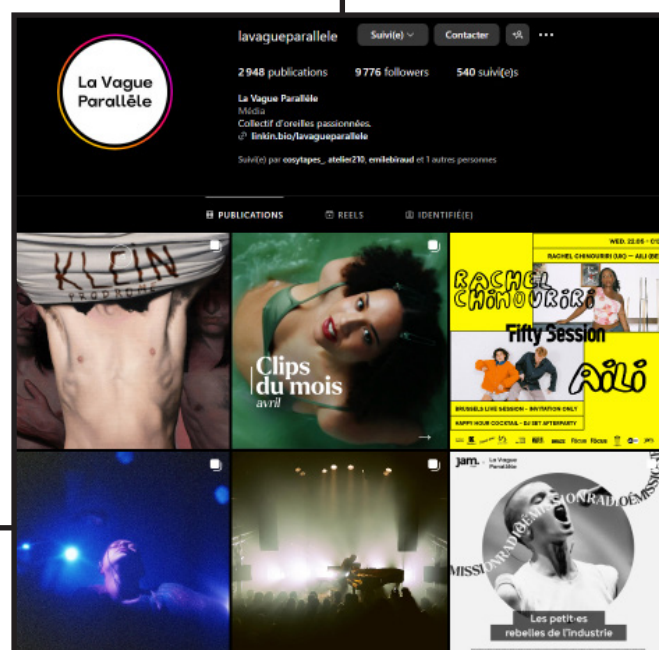 lavagueparallele
Suivi(e)
Contacter
2 948 publications
9 776 followers
540 suivi(e)s
La Vague
Parallèle
La Vague Parallèle
Média
Collectif d'oreilles passionnées.
linkin.bio/lavagueparallele
Suivi(e) par cosytapes_, atelier210, emilebiraud et 1 autres personnes
PUBLICATIONS
REELS
IDENTIFIÉ(E)
KLEIN
PRODROME
Clips
du mois
avril
WED. 22.05 - C12
RACHEL CHINOURIRI (UK) — AILI (BE
RACHEL
CHINOURIRI
Fifty Session
AILI
BRUSSELS LIVE SESSION - INVITATION ONLY
HAPPY HOUR COCKTAIL - DJ SET AFTERPARTY
jam.
La Vague
Parallèle
MISSIONRADIOÉMISSIONRADIOÉMISSION
Les petit·es
rebelles de l'industrie